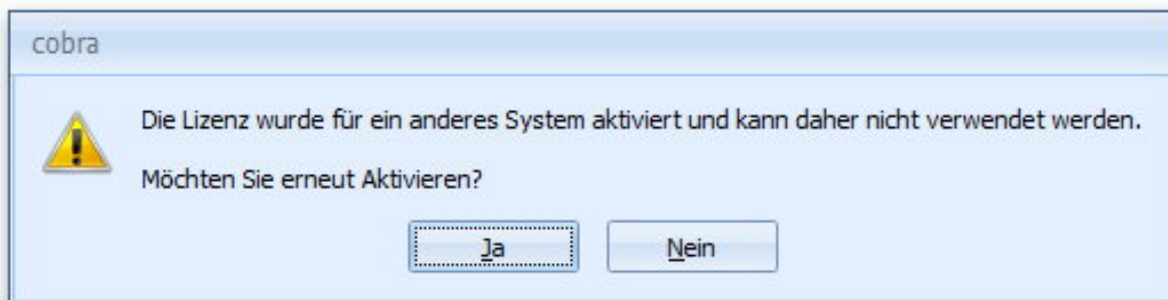 cobra
Die Lizenz wurde für ein anderes System aktiviert und kann daher nicht verwendet werden.
Möchten Sie erneut Aktivieren?
Ja
Nein